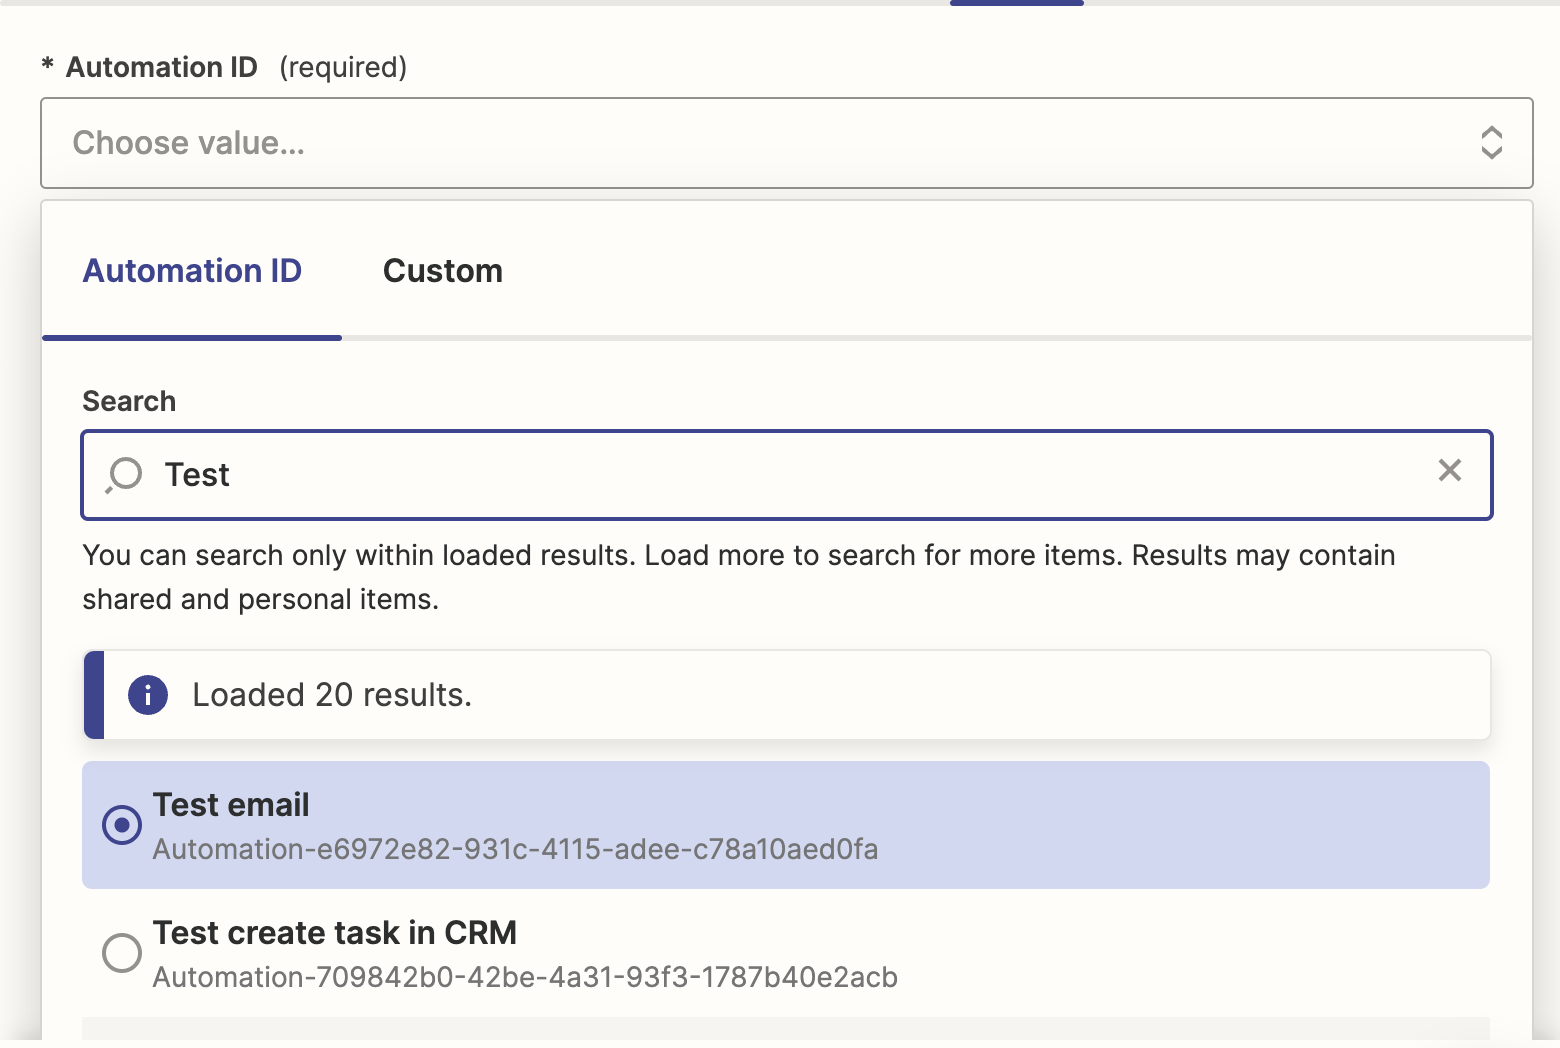 * Automation ID (required)
Choose value...
Automation ID Custom
Search
Test
You can search only within loaded results. Load more to search for more items. Results may contain
shared and personal items.
Loaded 20 results.
Test email
Automation-e6972e82-931c-4115-adee-c78a10aed0fa
Test create task in CRM
Automation-709842b0-42be-4a31-93f3-1787b40e2acb